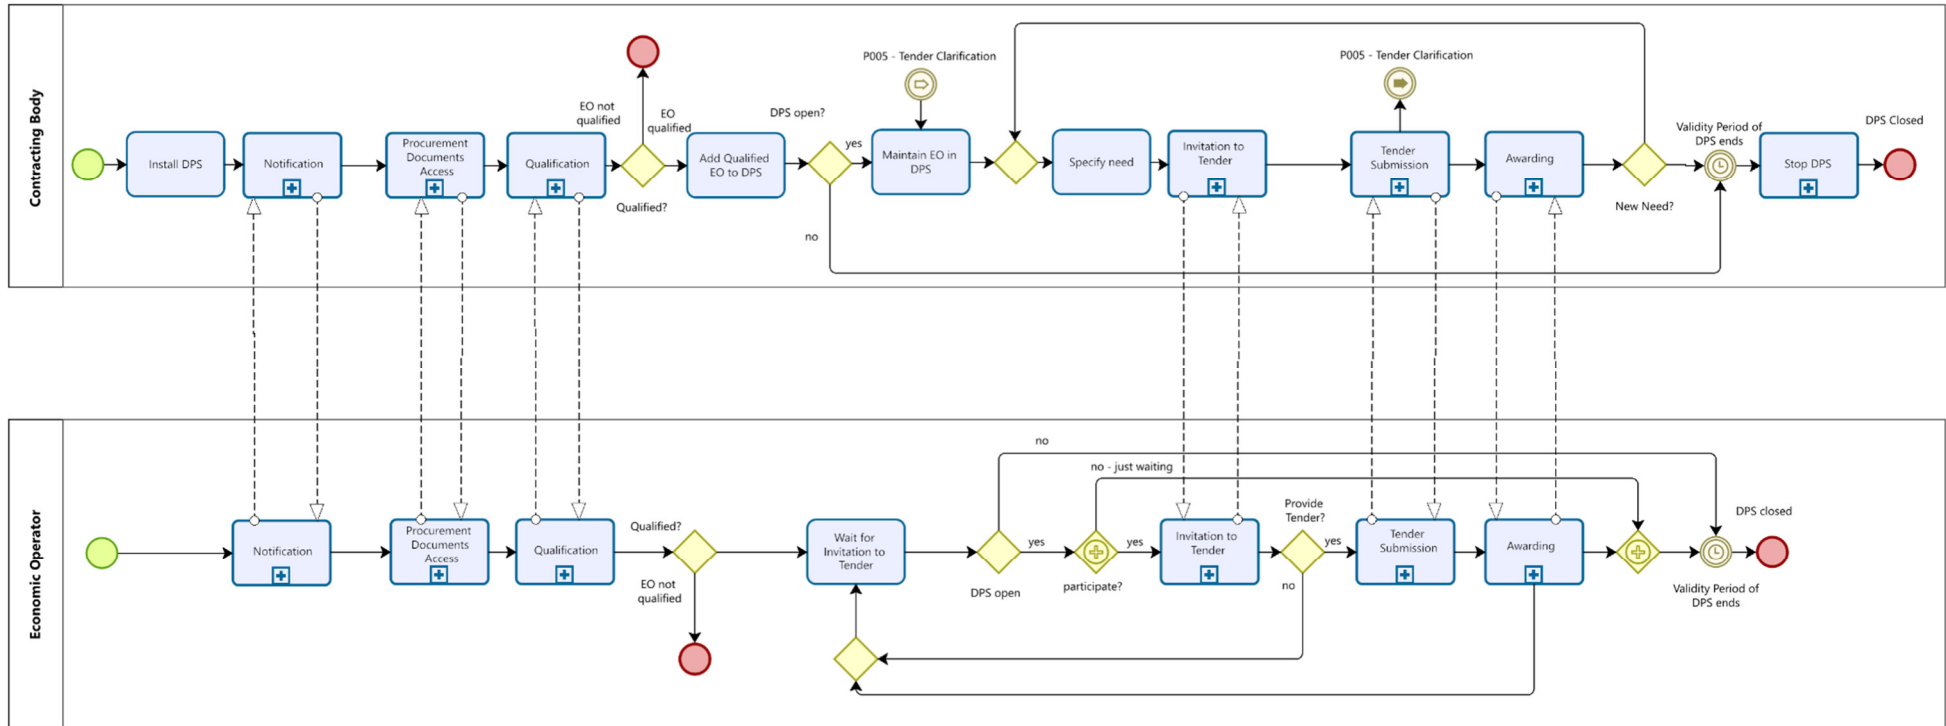 Contracting Body
Install DPS
Notification
Procurement
Documents
Access
Qualification
EO not
qualified
EO
qualified
Qualified?
Add Qualified
EO to DPS
DPS open?
yes
no
P005 - Tender Clarification
Maintain EO in
DPS
Specify need
Invitation to
Tender
P005 - Tender Clarification
Tender
Submission
Awarding
New Need?
Validity Period of
DPS ends
Stop DPS
DPS Closed
Economic Operator
Notification
Procurement
Documents
Access
Qualification
Qualified?
EO not
qualified
Wait for
Invitation to
Tender
no
DPS open
yes
no - just waiting
participate?
yes
Invitation to
Tender
Provide
Tender?
yes
no
Tender
Submission
Awarding
DPS closed
Validity Period of
DPS ends